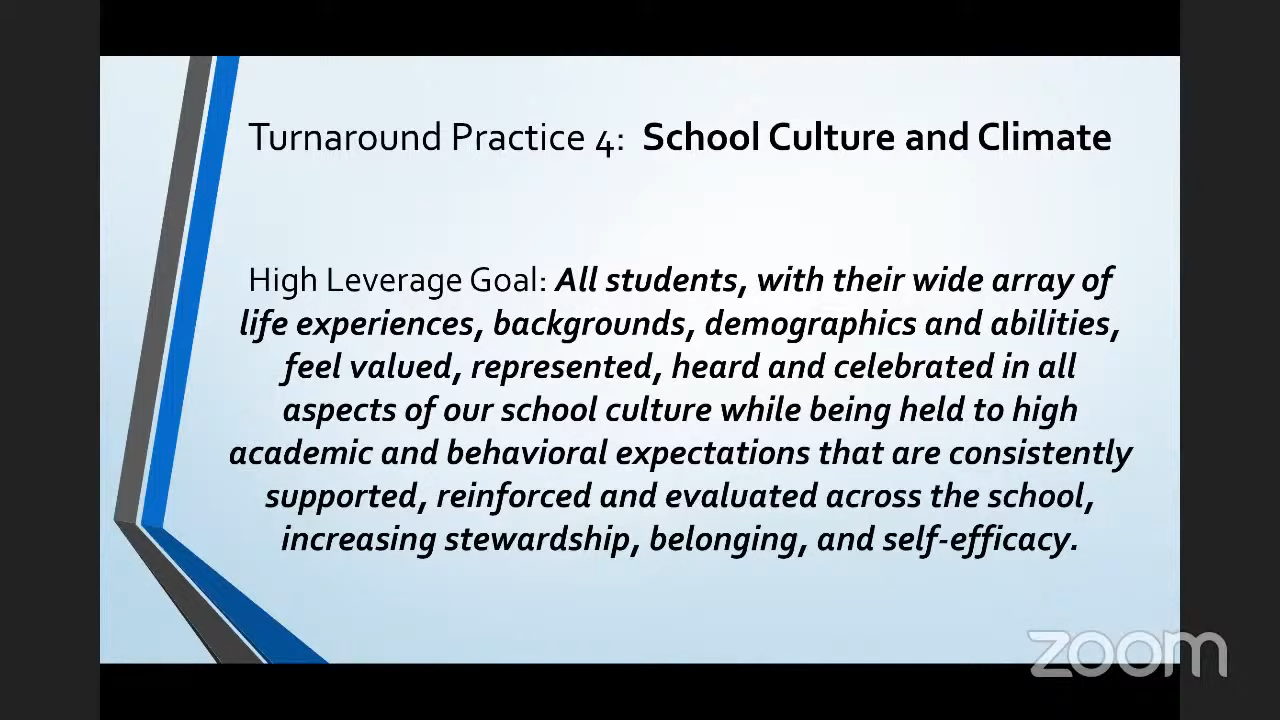 Turnaround Practice 4: School Culture and Climate
High Leverage Goal: All students, with their wide array of
life experiences, backgrounds, demographics and abilities,
feel valued, represented, heard and celebrated in all
aspects of our school culture while being held to high
academic and behavioral expectations that are consistently
supported, reinforced and evaluated across the school,
increasing stewardship, belonging, and self-efficacy.
zoom